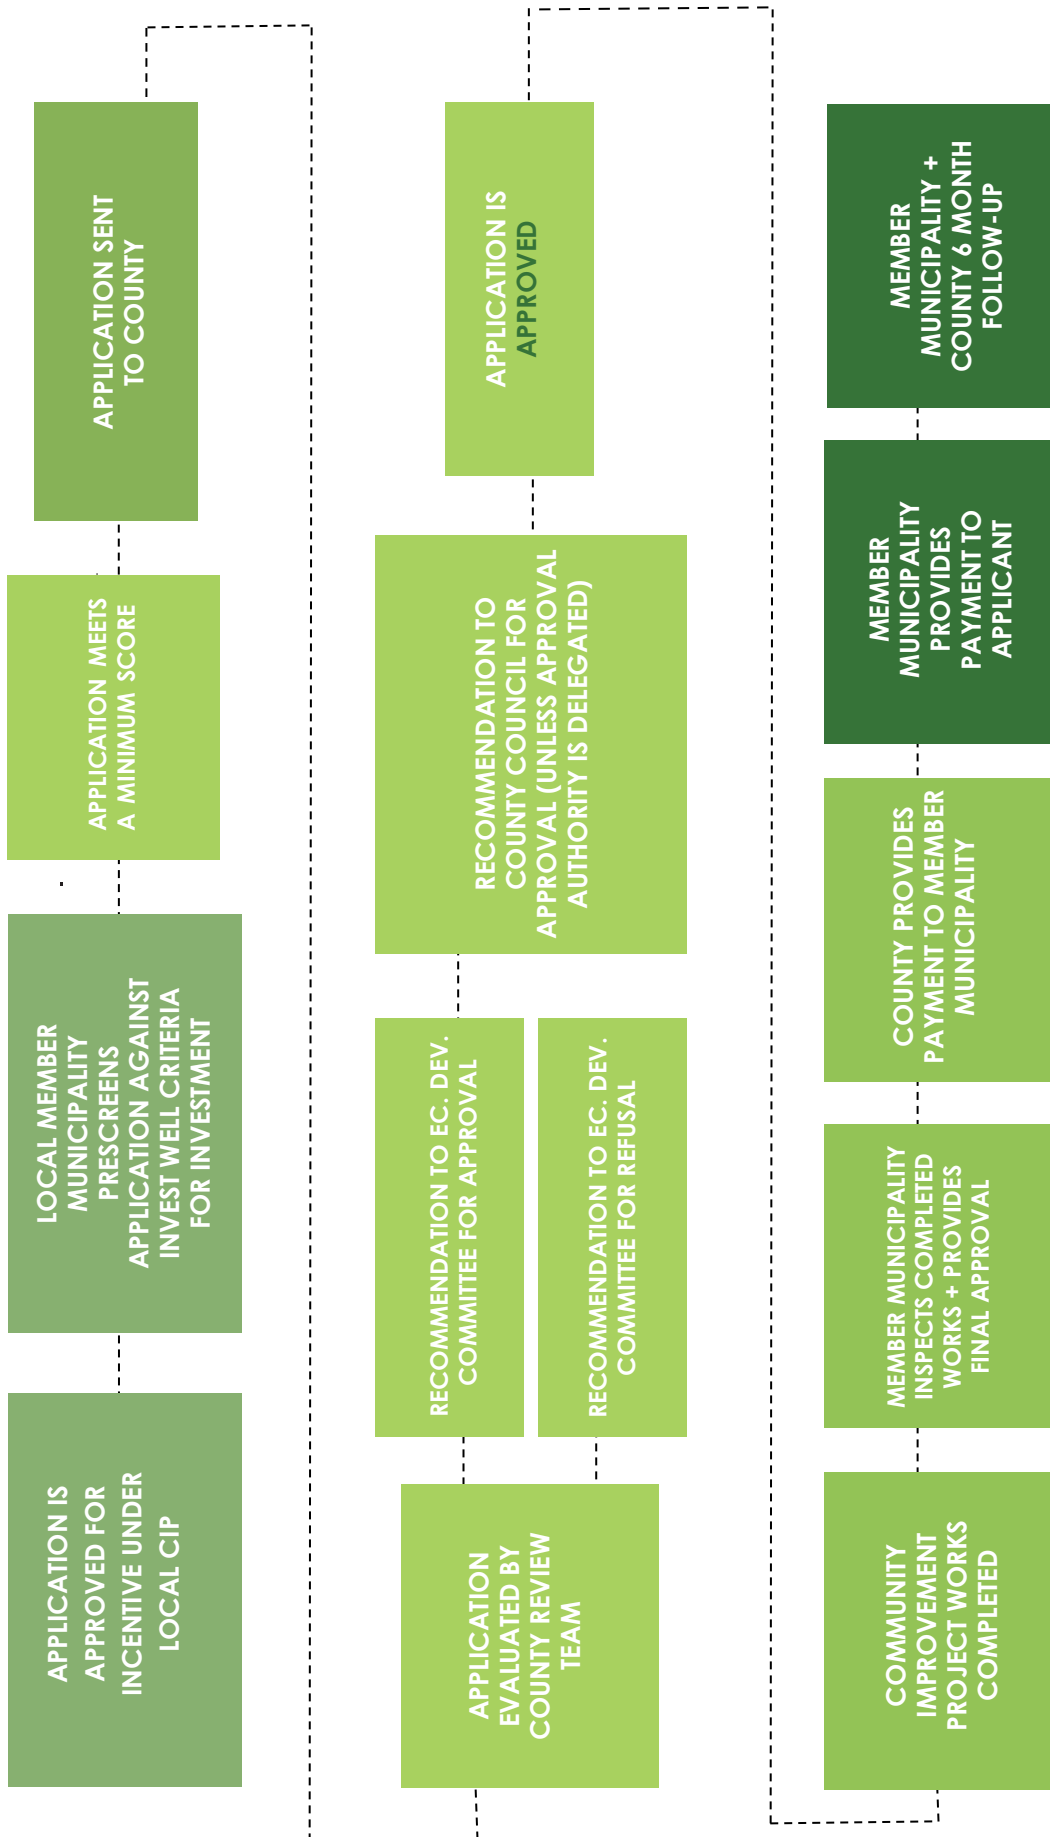 APPLICATION IS
APPROVED FOR
INCENTIVE UNDER
LOCAL CIP
LOCAL MEMBER
MUNICIPALITY
PRESCREENS
APPLICATION AGAINST
INVEST WELL CRITERIA
FOR INVESTMENT
APPLICATION MEETS
A MINIMUM SCORE
APPLICATION SENT
TO COUNTY
APPLICATION
EVALUATED BY
COUNTY REVIEW
TEAM
RECOMMENDATION TO EC. DEV.
COMMITTEE FOR APPROVAL
RECOMMENDATION TO EC. DEV.
COMMITTEE FOR REFUSAL
RECOMMENDATION TO
COUNTY COUNCIL FOR
APPROVAL (UNLESS APPROVAL
AUTHORITY IS DELEGATED)
APPLICATION IS
APPROVED
COMMUNITY
IMPROVEMENT
PROJECT WORKS
COMPLETED
MEMBER MUNICIPALITY
INSPECTS COMPLETED
WORKS + PROVIDES
FINAL APPROVAL
COUNTY PROVIDES
PAYMENT TO MEMBER
MUNICIPALITY
MEMBER
MUNICIPALITY
PROVIDES
PAYMENT TO
APPLICANT
MEMBER
MUNICIPALITY +
COUNTY 6 MONTH
FOLLOW-UP